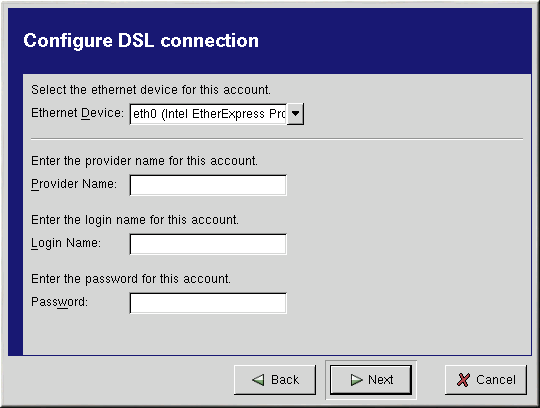 Configure DSL connection
Select the ethernet device for this account.
Ethernet Device: eth0 (Intel EtherExpress Pro
Enter the provider name for this account.
Provider Name:
Enter the login name for this account.
Login Name:
Enter the password for this account.
Password:
Back Next Cancel